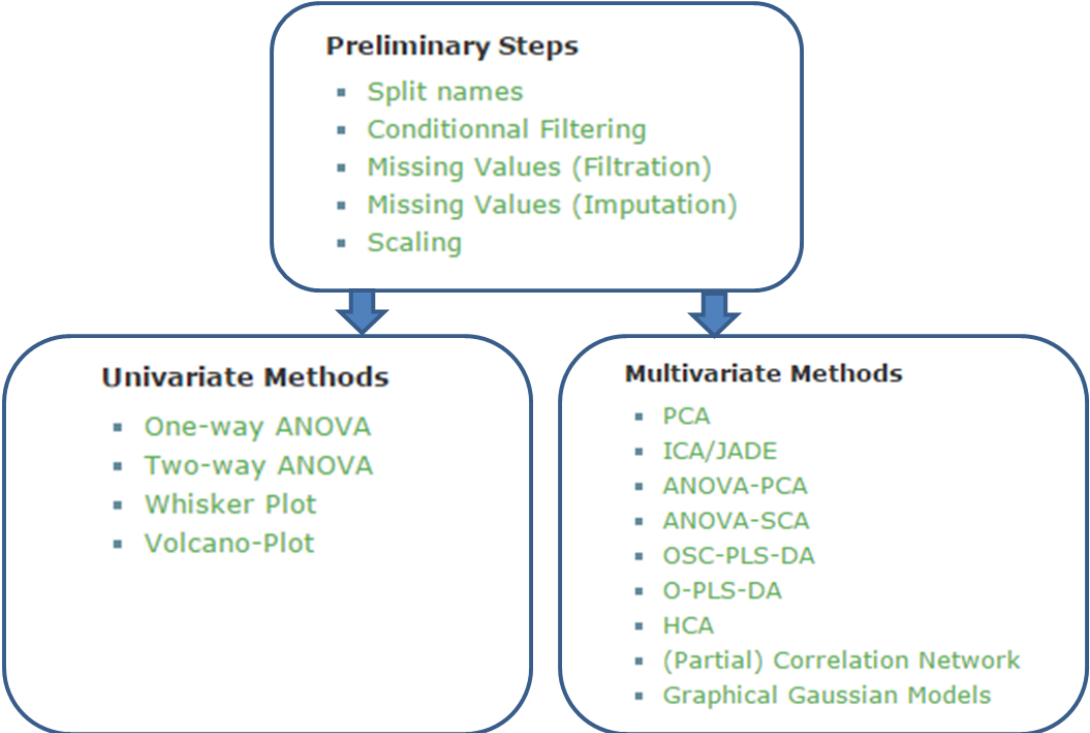 Preliminary Steps
Split names
Conditionnal Filtering
Missing Values (Filtration)
Missing Values (Imputation)
Scaling
Univariate Methods
One-way ANOVA
Two-way ANOVA
Whisker Plot
Volcano-Plot
Multivariate Methods
PCA
ICA/JADE
ANOVA-PCA
ANOVA-SCA
OSC-PLS-DA
O-PLS-DA
HCA
(Partial) Correlation Network
Graphical Gaussian Models